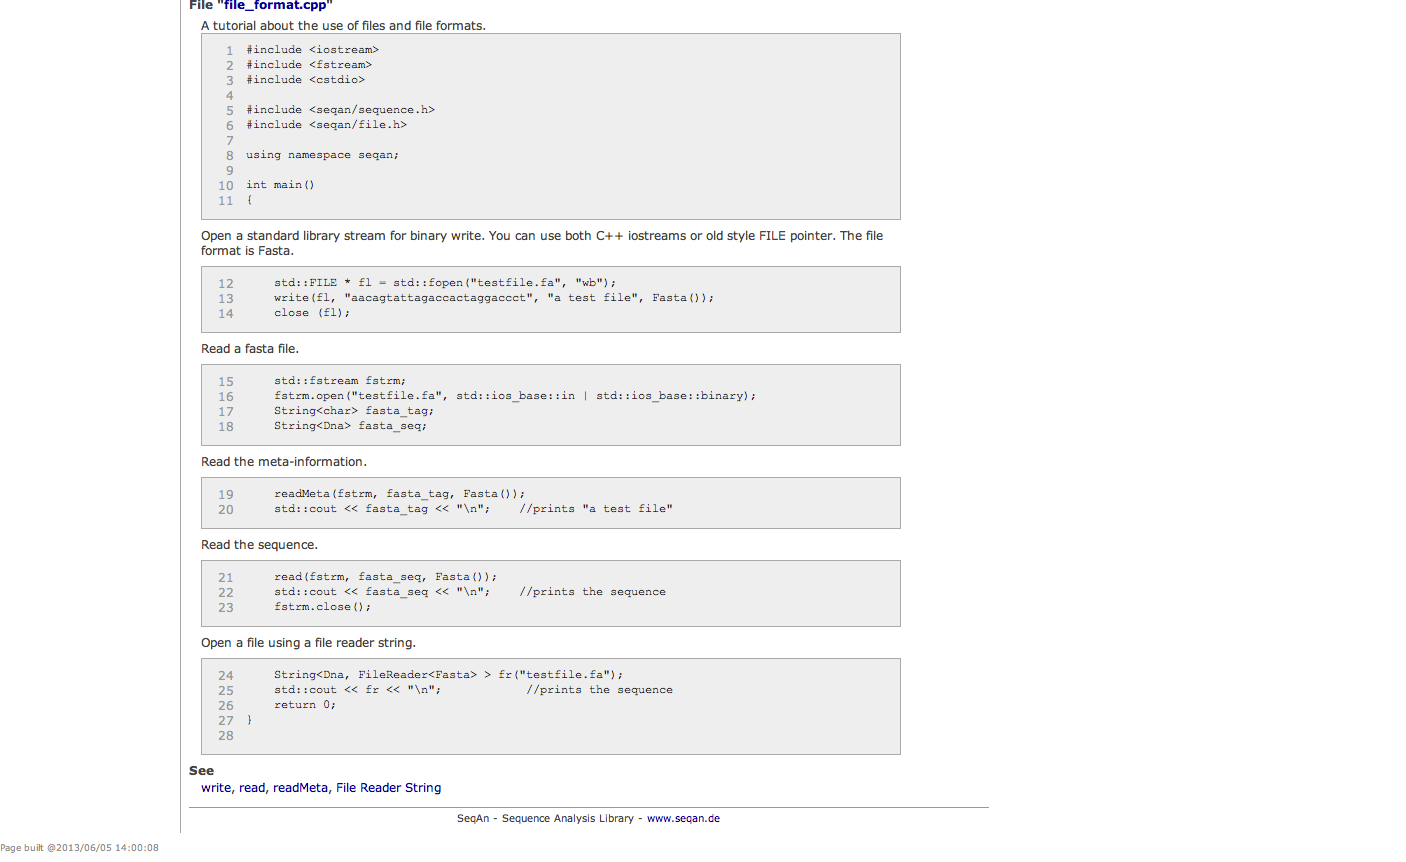 File "file_format.cpp"
A tutorial about the use of files and file formats.
1 #include <iostream>
2 #include <fstream>
3 #include <cstdio>
4
5 #include <seqan/sequence.h>
6 #include <seqan/file.h>
7
8 using namespace seqan;
9
10 int main()
11 {
Open a standard library stream for binary write. You can use both C++ iostreams or old style FILE pointer. The file
format is Fasta.
12     std::FILE * fl = std::fopen("testfile.fa", "wb");
13     write(fl, "aacagtattagaccactaggaccct", "a test file", Fasta());
14     close (fl);
Read a fasta file.
15     std::fstream fstrm;
16     fstrm.open("testfile.fa", std::ios_base::in | std::ios_base::binary);
17     String<char> fasta_tag;
18     String<Dna> fasta_seq;
Read the meta-information.
19     readMeta(fstrm, fasta_tag, Fasta());
20     std::cout << fasta_tag << "\n";    //prints "a test file"
Read the sequence.
21     read(fstrm, fasta_seq, Fasta());
22     std::cout << fasta_seq << "\n";    //prints the sequence
23     fstrm.close();
Open a file using a file reader string.
24     String<Dna, FileReader<Fasta> > fr("testfile.fa");
25     std::cout << fr << "\n";            //prints the sequence
26     return 0;
27 }
28
See
write, read, readMeta, File Reader String
SeqAn - Sequence Analysis Library - www.seqan.de
Page built @2013/06/05 14:00:08